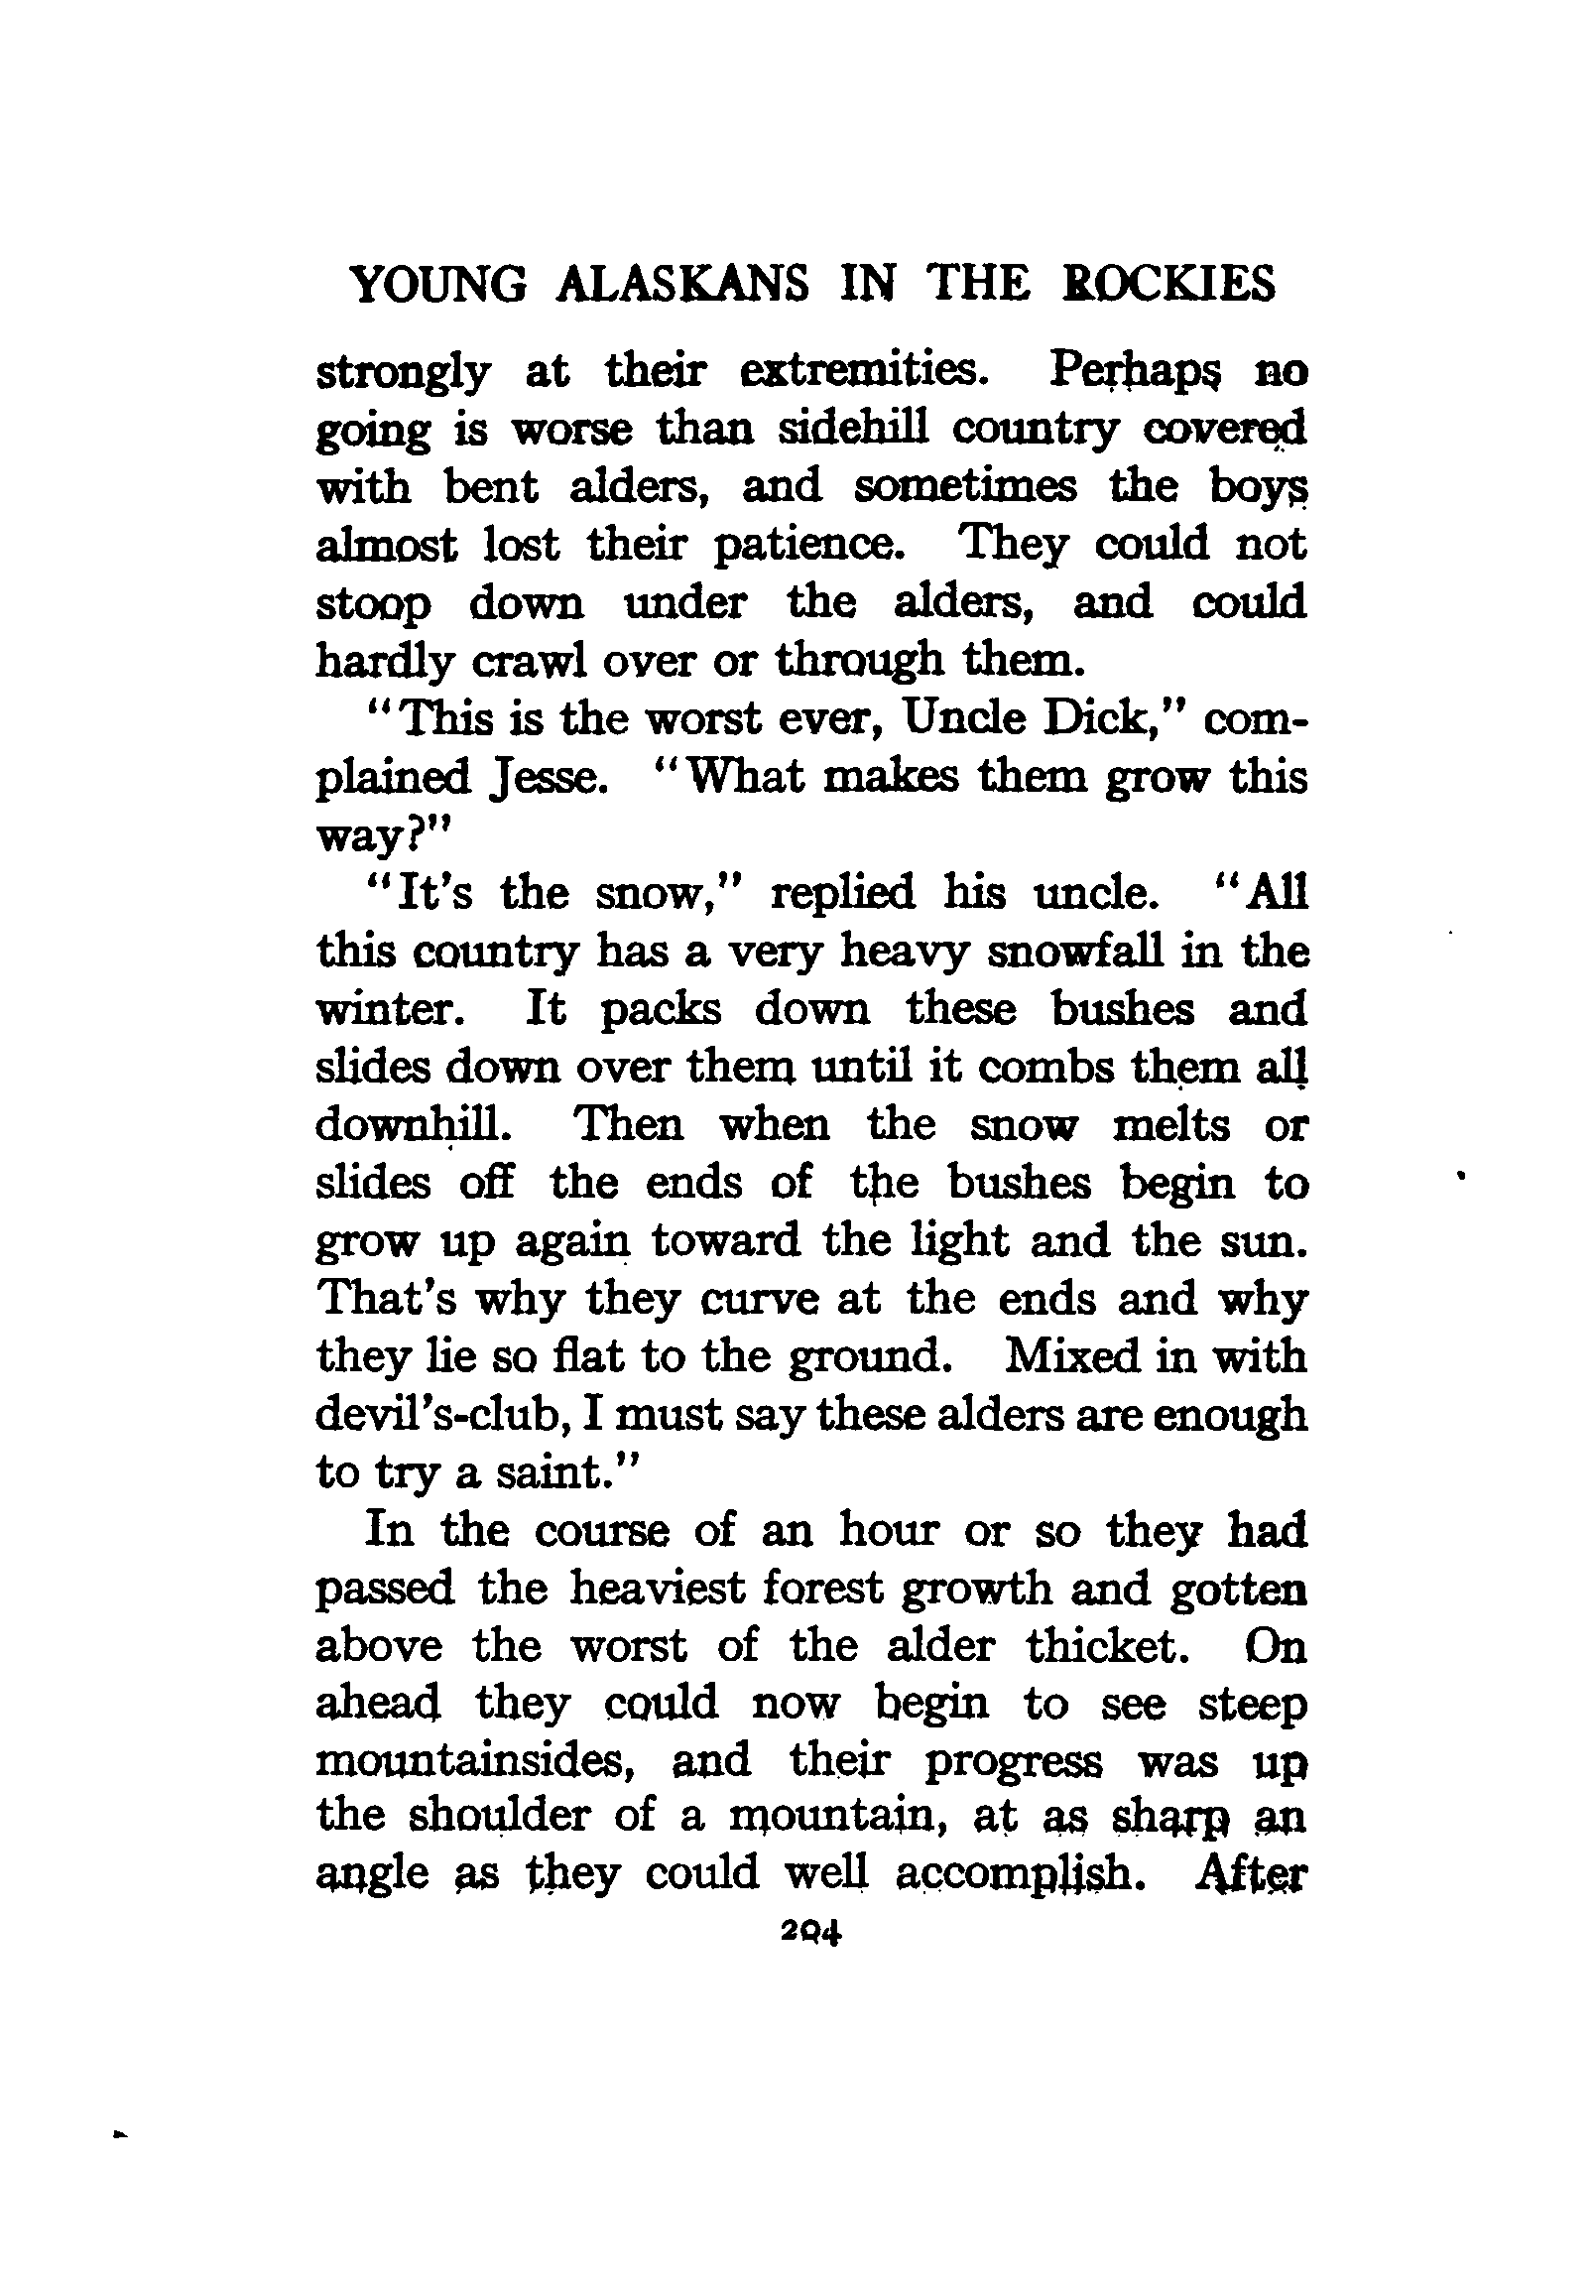 YOUNG ALASKANS IN THE ROCKIES
strongly at their extremities. Perhaps no
going is worse than sidehill country covered
with bent alders, and sometimes the boys
almost lost their patience. They could not
stoop down under the alders, and could
hardly crawl over or through them.
"This is the worst ever, Uncle Dick," com-
plained Jesse. "What makes them grow this
way?"
"It's the snow," replied his uncle. "All
this country has a very heavy snowfall in the
winter. It packs down these bushes and
slides down over them until it combs them all
downhill. Then when the snow melts or
slides off the ends of the bushes begin to
grow up again toward the light and the sun.
That's why they curve at the ends and why
they lie so flat to the ground. Mixed in with
devil's-club, I must say these alders are enough
to try a saint."
In the course of an hour or so they had
passed the heaviest forest growth and gotten
above the worst of the alder thicket. On
ahead they could now begin to see steep
mountainsides, and their progress was up
the shoulder of a mountain, at as sharp an
angle as they could well accomplish. After
204